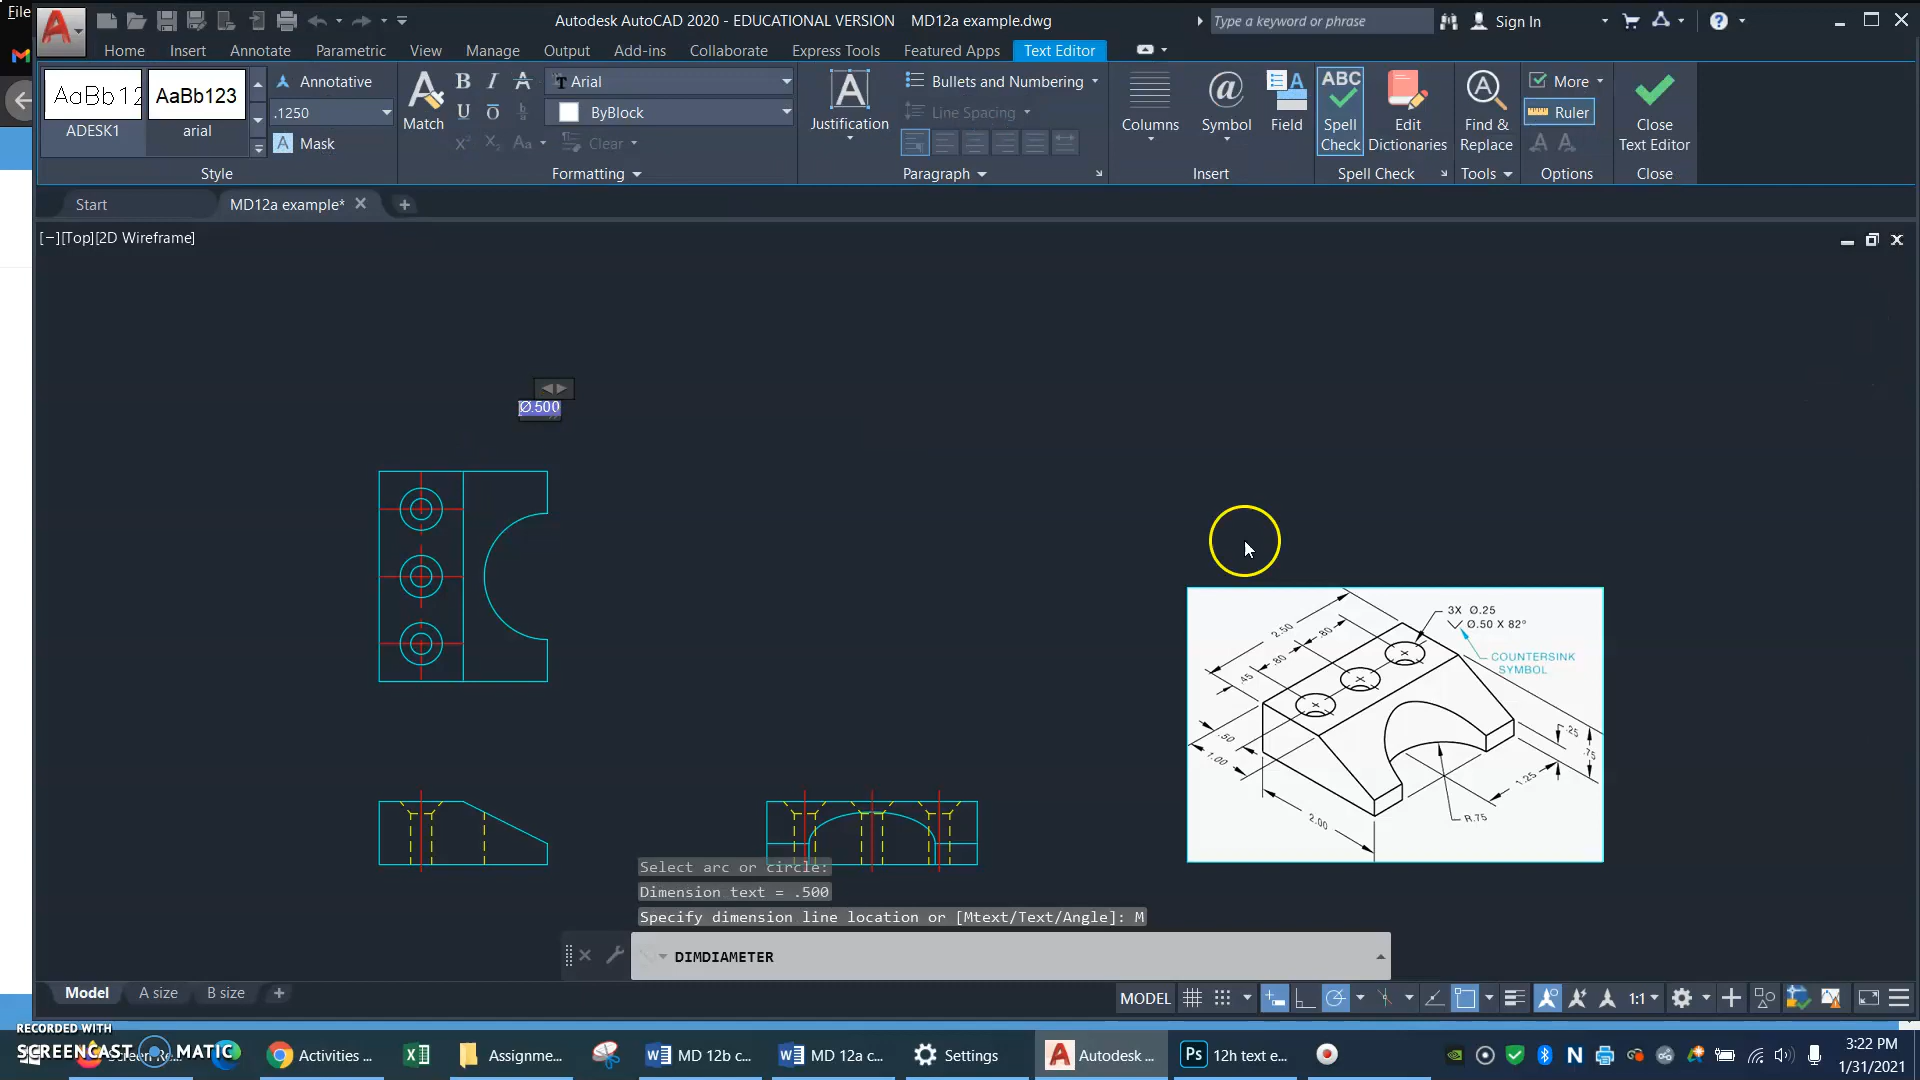 File
Autodesk AutoCAD 2020 - EDUCATIONAL VERSION MD12a example.dwg
Type a keyword or phrase
Sign In
Home Insert Annotate Parametric View Manage Output Add-ins Collaborate Express Tools Featured Apps Text Editor
AaBb12
ADESK1
AaBb123
arial
Annotative
.1250
Mask
Style
Match
Arial
ByBlock
Clear
Formatting
Justification
Bullets and Numbering
Line Spacing
Paragraph
Columns
Symbol
Field
Insert
ABC
Spell
Check
Edit
Dictionaries
Spell Check
Find &
Replace
Tools
More
Ruler
Options
Close
Text Editor
Close
Start
MD12a example*
[−][Top][2D Wireframe]
Ø.500
3X Ø.25
Ø.50 X 82°
COUNTERSINK
SYMBOL
2.50
.80
.80
.45
.50
1.00
2.00
R.75
1.25
.25
.75
Select arc or circle:
Dimension text = .500
Specify dimension line location or [Mtext/Text/Angle]: M
DIMDIAMETER
Model A size B size
MODEL
1:1
RECORDED WITH
SCREENCAST MATIC
Activities ...
Assignme...
MD 12b c...
MD 12a c...
Settings
Autodesk ...
12h text e...
3:22 PM
1/31/2021